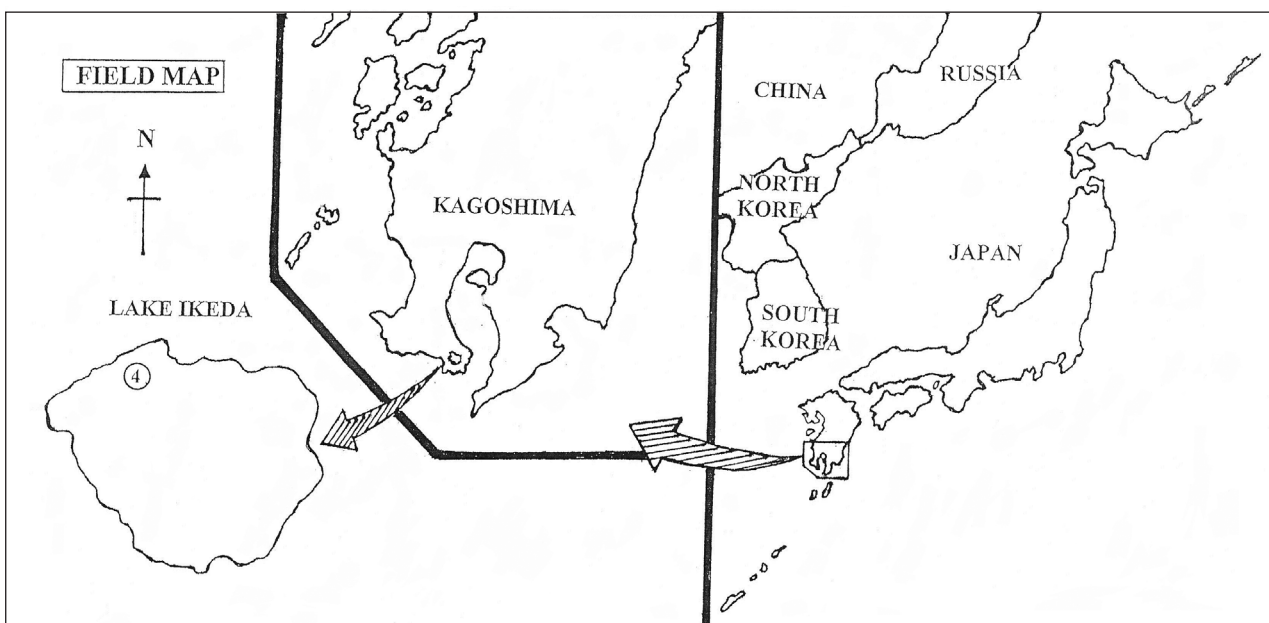 FIELD MAP
N
LAKE IKEDA
4
KAGOSHIMA
CHINA
RUSSIA
NORTH
KOREA
JAPAN
SOUTH
KOREA